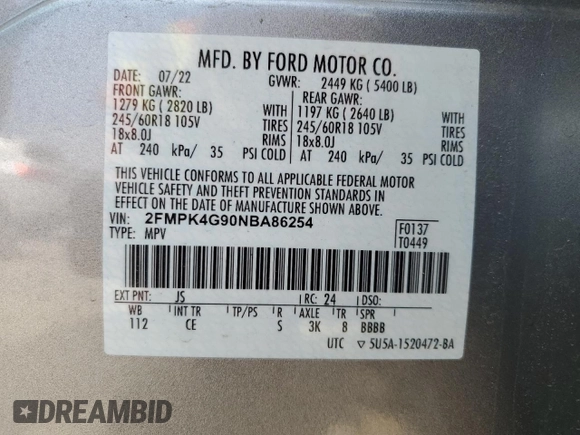 MFD. BY FORD MOTOR CO.
DATE: 07/22 GVWR: 2449 KG ( 5400 LB)
FRONT GAWR: REAR GAWR:
1279 KG ( 2820 LB) WITH 1197 KG ( 2640 LB) WITH
245/60R18 105V TIRES 245/60R18 105V TIRES
18x8.0J RIMS 18x8.0J RIMS
AT 240 kPa/ 35 PSI COLD AT 240 kPa/ 35 PSI COLD
THIS VEHICLE CONFORMS TO ALL APPLICABLE FEDERAL MOTOR
VEHICLE SAFETY AND THEFT PREVENTION STANDARDS IN
EFFECT ON THE DATE OF MANUFACTURE SHOWN ABOVE.
VIN: 2FMPK4G90NBA86254 F0137
TYPE: MPV T0449
EXT PNT: JS RC: 24 DSO:
WB INT TR TP/PS R AXLE TR SPR
112 CE S 3K 8 BBBB
UTC ▽ 5U5A-1520472-BA
DREAMBID